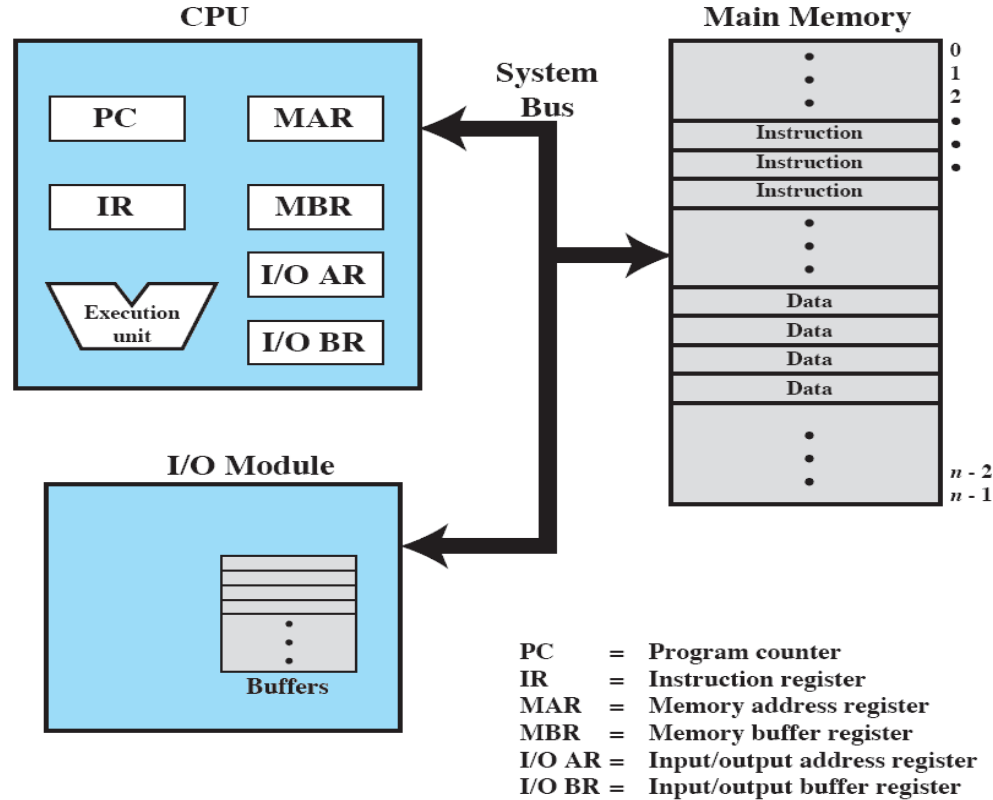 CPU
PC
MAR
IR
MBR
I/O AR
Execution
unit
I/O BR
System
Bus
Main Memory
0
1
2
Instruction
Instruction
Instruction
Data
Data
Data
Data
n - 2
n - 1
I/O Module
Buffers
PC = Program counter
IR = Instruction register
MAR = Memory address register
MBR = Memory buffer register
I/O AR = Input/output address register
I/O BR = Input/output buffer register